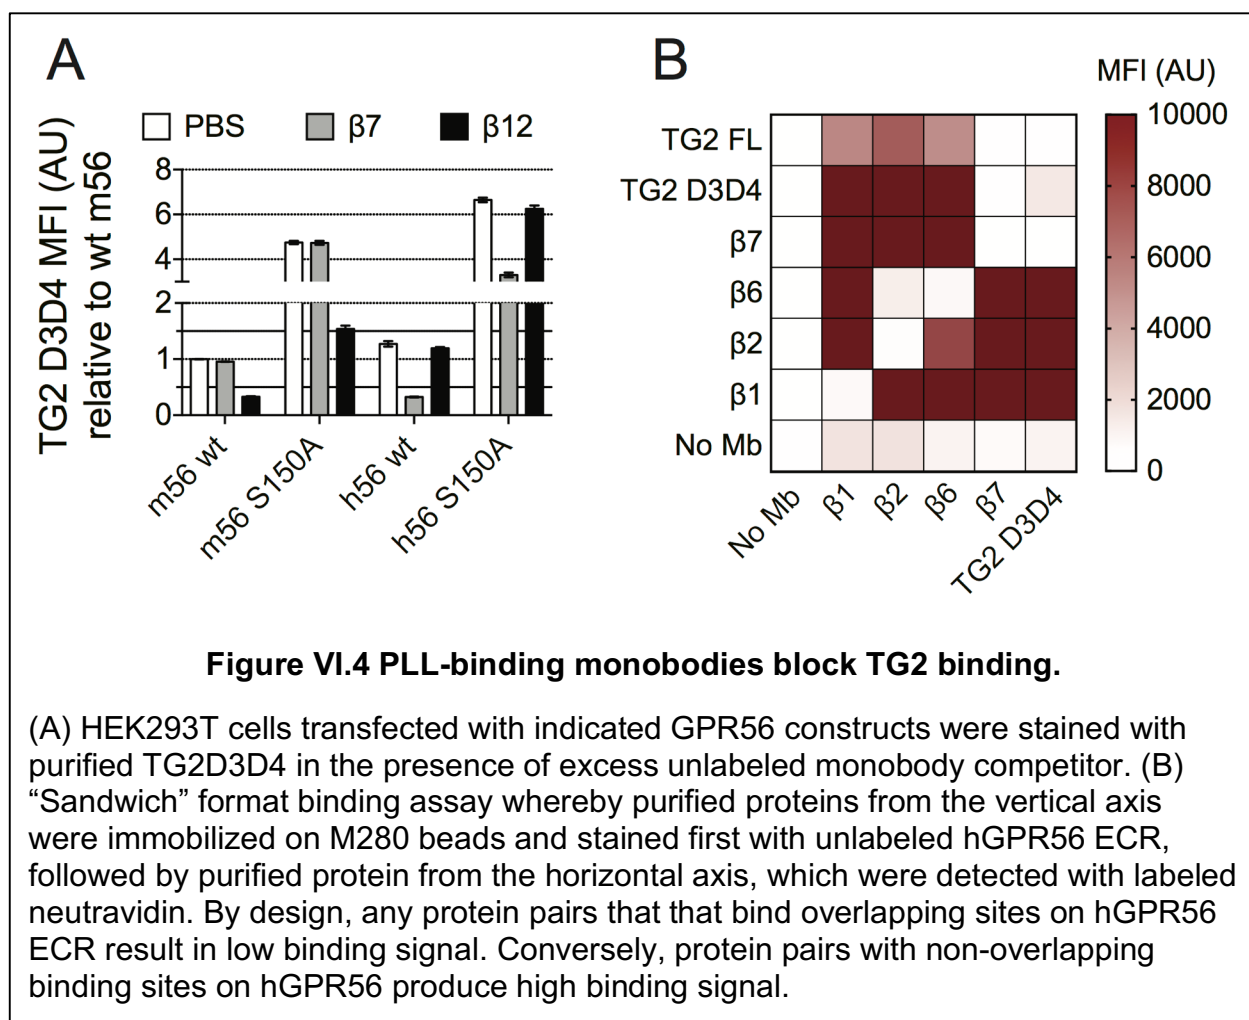 A
PBS
β7
β12
TG2 D3D4 MFI (AU)
relative to wt m56
8
6
4
2
1
0
m56 wt
m56 S150A
h56 wt
h56 S150A
B
MFI (AU)
TG2 FL
TG2 D3D4
β7
β6
β2
β1
No Mb
No Mb
β1
β2
β6
β7
TG2 D3D4
10000
8000
6000
4000
2000
0
Figure VI.4 PLL-binding monobodies block TG2 binding.
(A) HEK293T cells transfected with indicated GPR56 constructs were stained with
purified TG2D3D4 in the presence of excess unlabeled monobody competitor. (B)
“Sandwich” format binding assay whereby purified proteins from the vertical axis
were immobilized on M280 beads and stained first with unlabeled hGPR56 ECR,
followed by purified protein from the horizontal axis, which were detected with labeled
neutravidin. By design, any protein pairs that that bind overlapping sites on hGPR56
ECR result in low binding signal. Conversely, protein pairs with non-overlapping
binding sites on hGPR56 produce high binding signal.